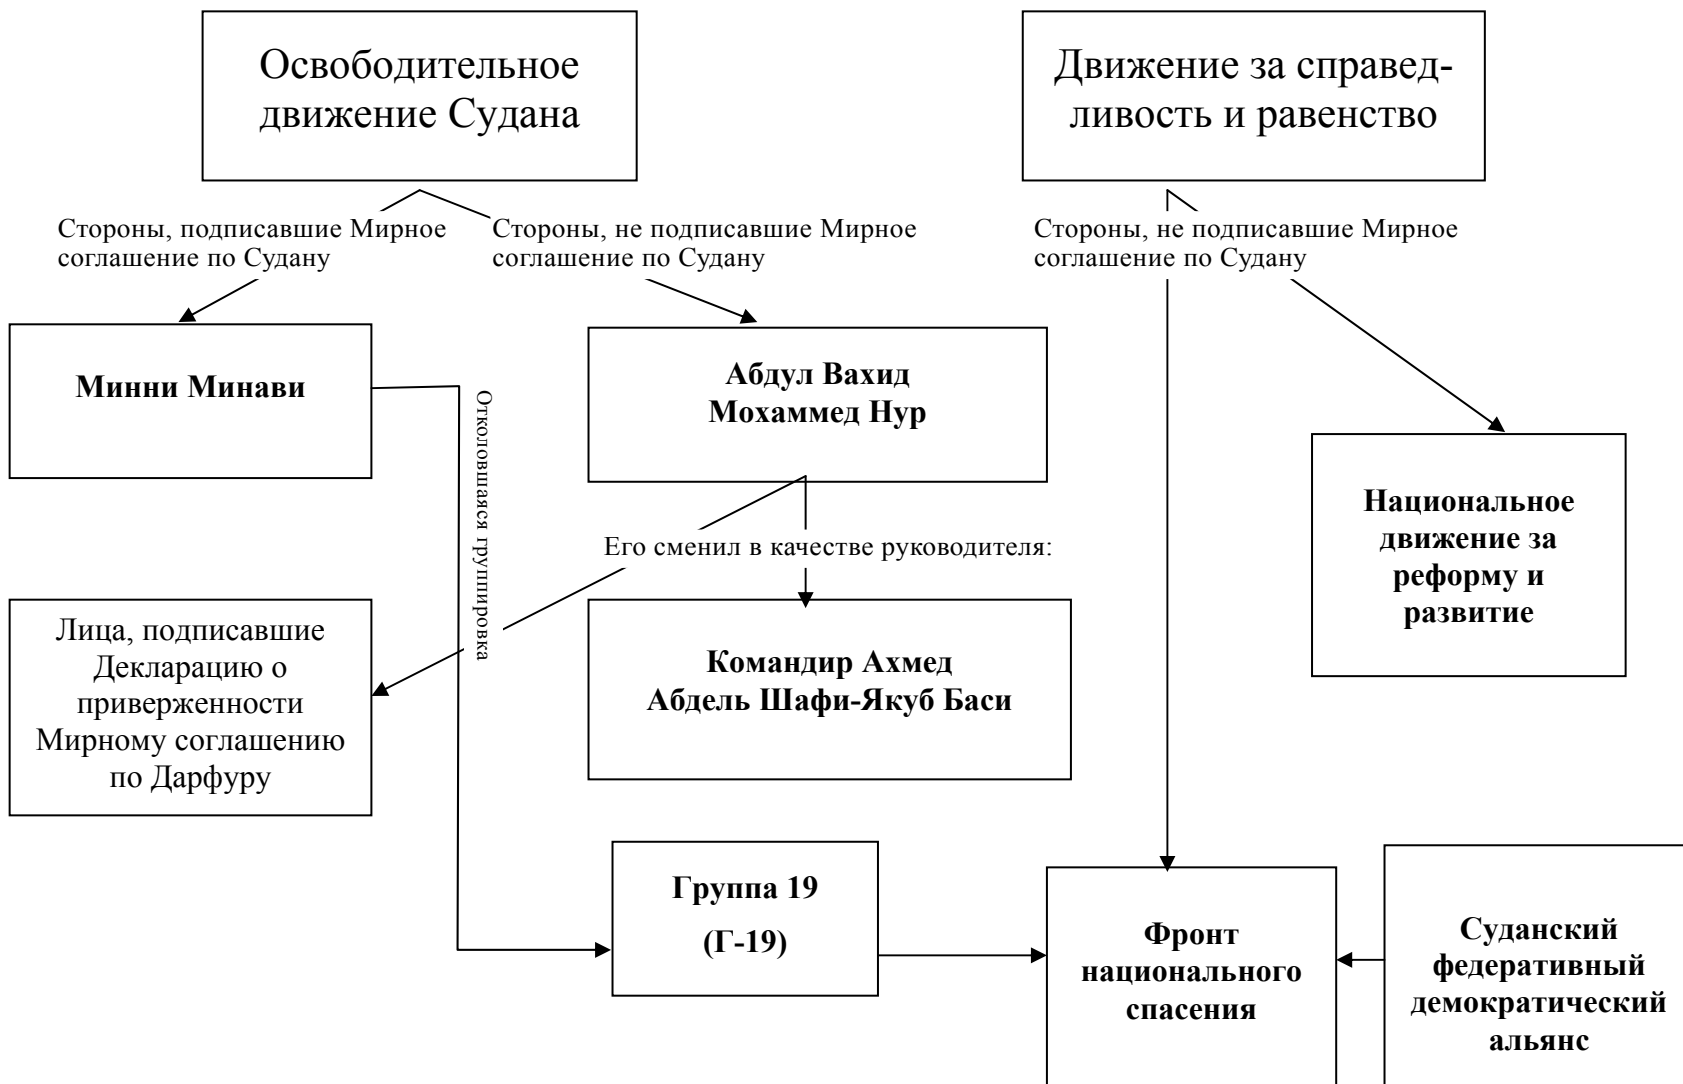 Освободительное
движение Судана
Движение за справед-
ливость и равенство
Стороны, подписавшие Мирное
соглашение по Судану
Стороны, не подписавшие Мирное
соглашение по Судану
Стороны, не подписавшие Мирное
соглашение по Судану
Минни Минави
Отколовшаяся группировка
Абдул Вахид
Мохаммед Нур
Национальное
движение за
реформу и
развитие
Его сменил в качестве руководителя:
Лица, подписавшие
Декларацию о
приверженности
Мирному соглашению
по Дарфуру
Командир Ахмед
Абдель Шафи-Якуб Баси
Группа 19
(Г-19)
Фронт
национального
спасения
Суданский
федеративный
демократический
альянс